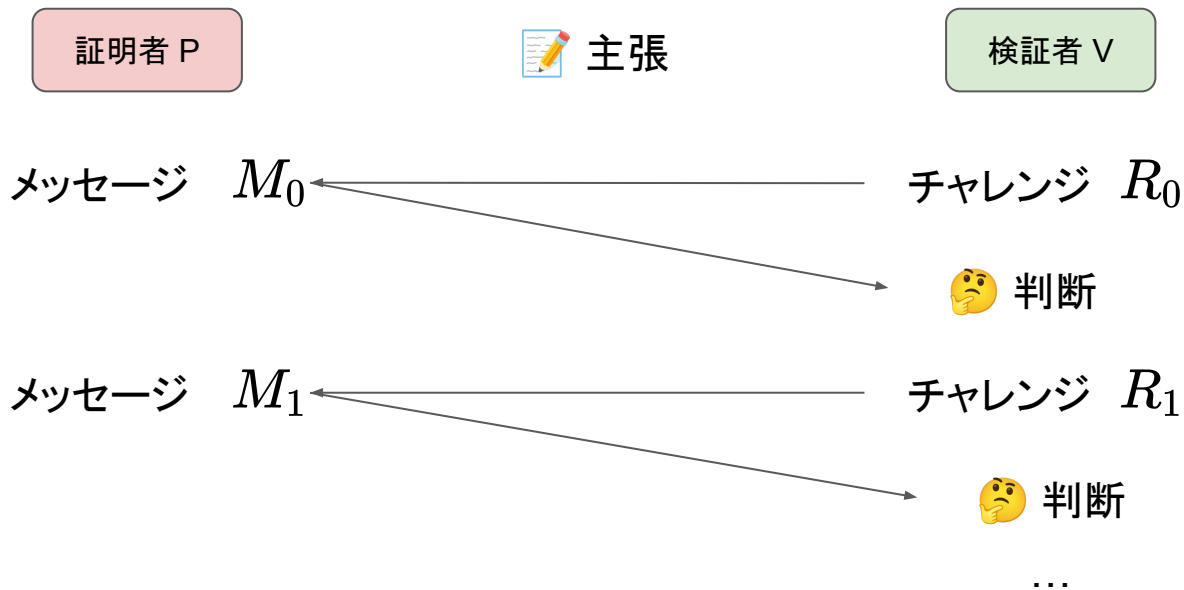 証明者 P 📝 主張 検証者 V
メッセージ M₀ チャレンジ R₀
🤔 判断
メッセージ M₁ チャレンジ R₁
🤔 判断
…